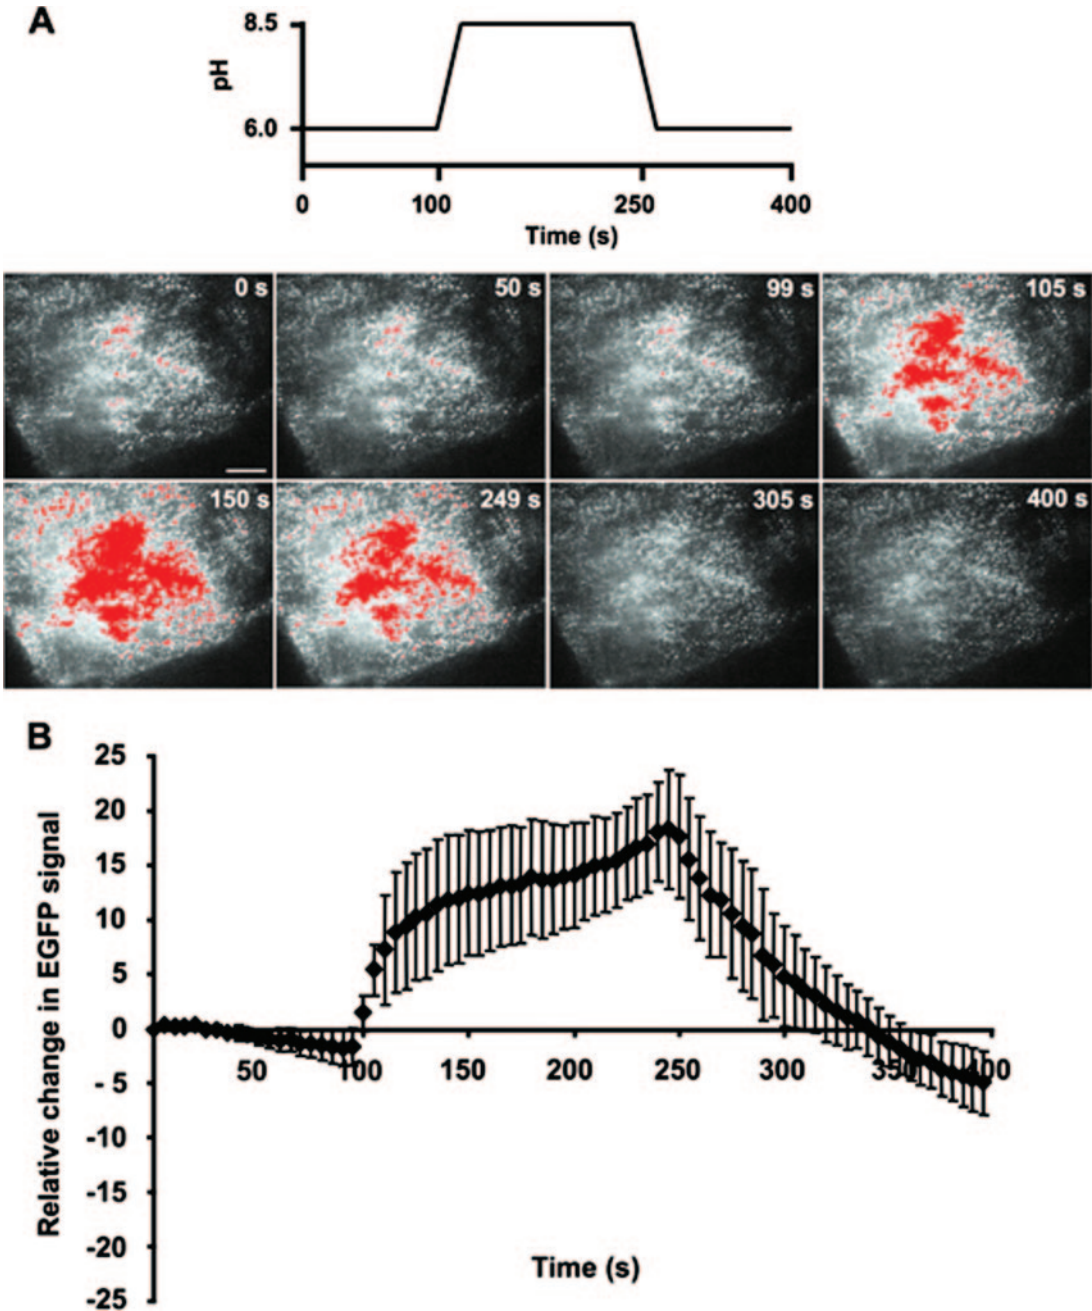 A
8.5
pH
6.0
0 100 250 400
Time (s)
0 s 50 s 99 s 105 s
150 s 249 s 305 s 400 s
B
25
20
15
10
5
0
50 100 150 200 250 300 350 400
- 5
-10
-15
-20
-25
Relative change in EGFP signal
Time (s)